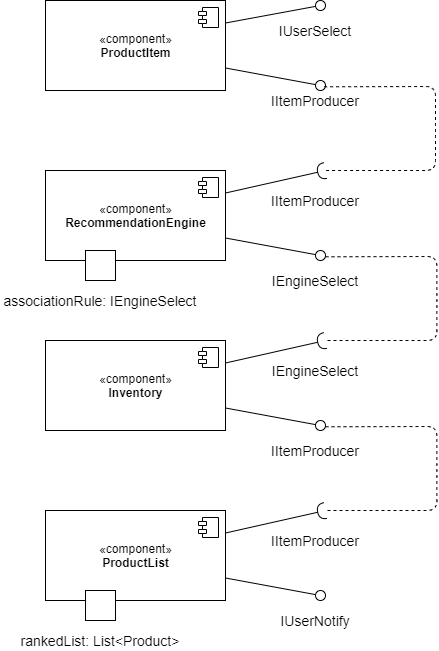 IUserSelect
«component»
ProductItem
IItemProducer
IItemProducer
«component»
RecommendationEngine
IEngineSelect
associationRule: IEngineSelect
IEngineSelect
«component»
Inventory
IItemProducer
IItemProducer
«component»
ProductList
IUserNotify
rankedList: List<Product>